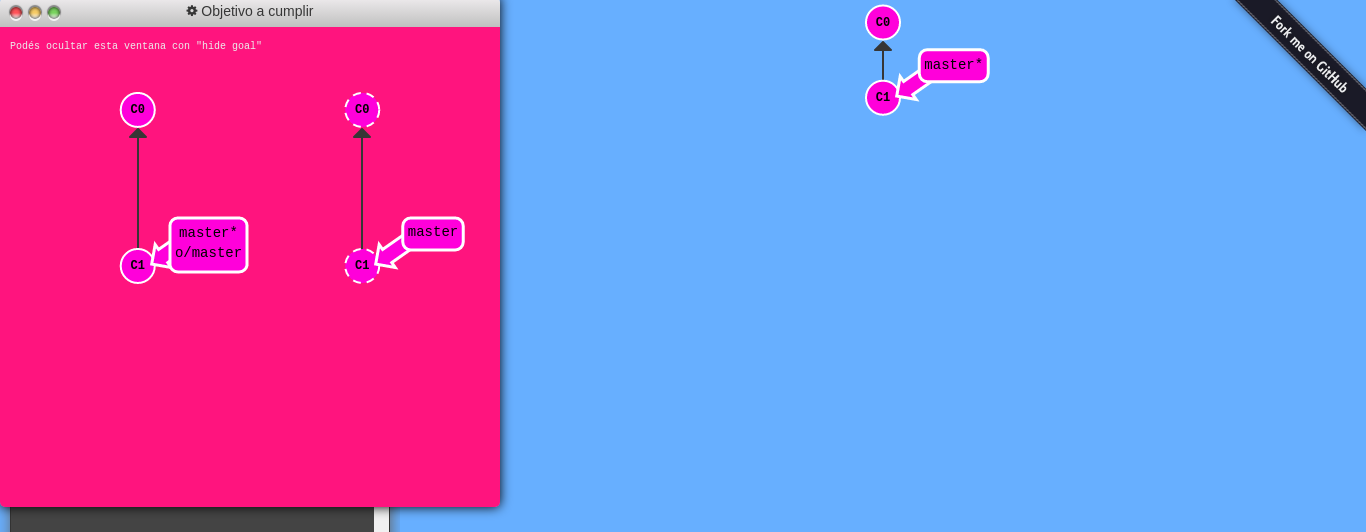 Objetivo a cumplir
Podés ocultar esta ventana con "hide goal"
C0
C1
master*
o/master
C0
C1
master
C0
C1
master*
Fork me on GitHub